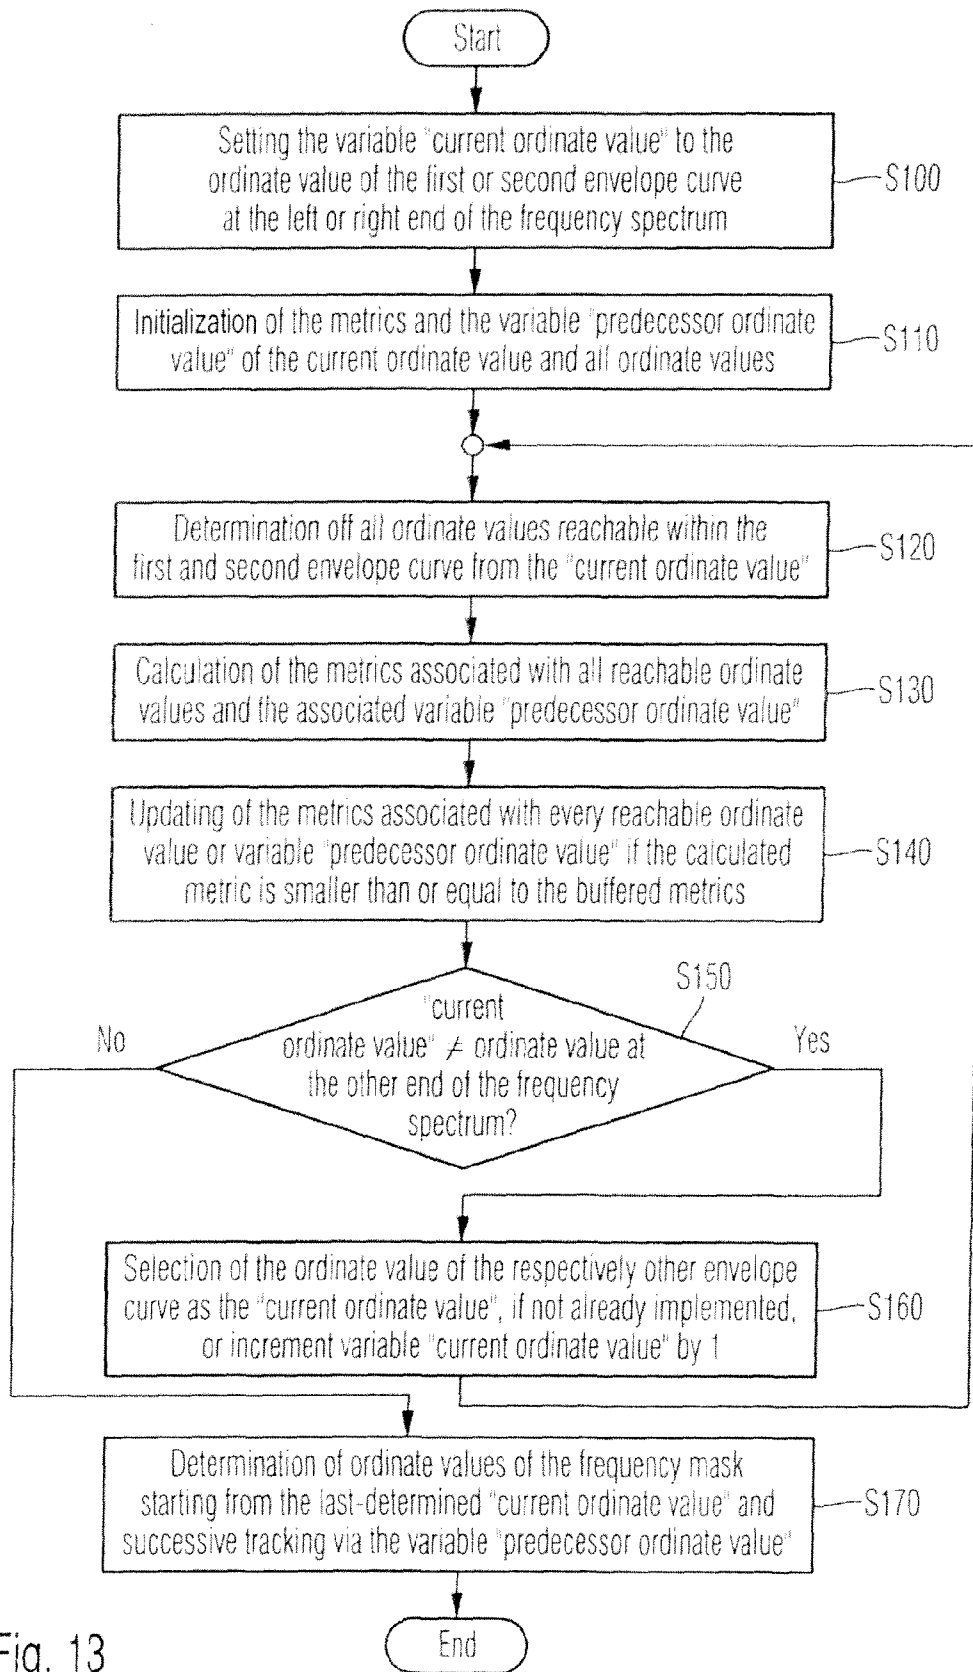 Start
Setting the variable "current ordinate value" to the
ordinate value of the first or second envelope curve
at the left or right end of the frequency spectrum
S100
Initialization of the metrics and the variable "predecessor ordinate
value" of the current ordinate value and all ordinate values
S110
Determination off all ordinate values reachable within the
first and second envelope curve from the "current ordinate value"
S120
Calculation of the metrics associated with all reachable ordinate
values and the associated variable "predecessor ordinate value"
S130
Updating of the metrics associated with every reachable ordinate
value or variable "predecessor ordinate value" if the calculated
metric is smaller than or equal to the buffered metrics
S140
S150
"current
ordinate value" ≠ ordinate value at
the other end of the frequency
spectrum?
No
Yes
Selection of the ordinate value of the respectively other envelope
curve as the "current ordinate value", if not already implemented,
or increment variable "current ordinate value" by 1
S160
Determination of ordinate values of the frequency mask
starting from the last-determined "current ordinate value" and
successive tracking via the variable "predecessor ordinate value"
S170
End
Fig. 13